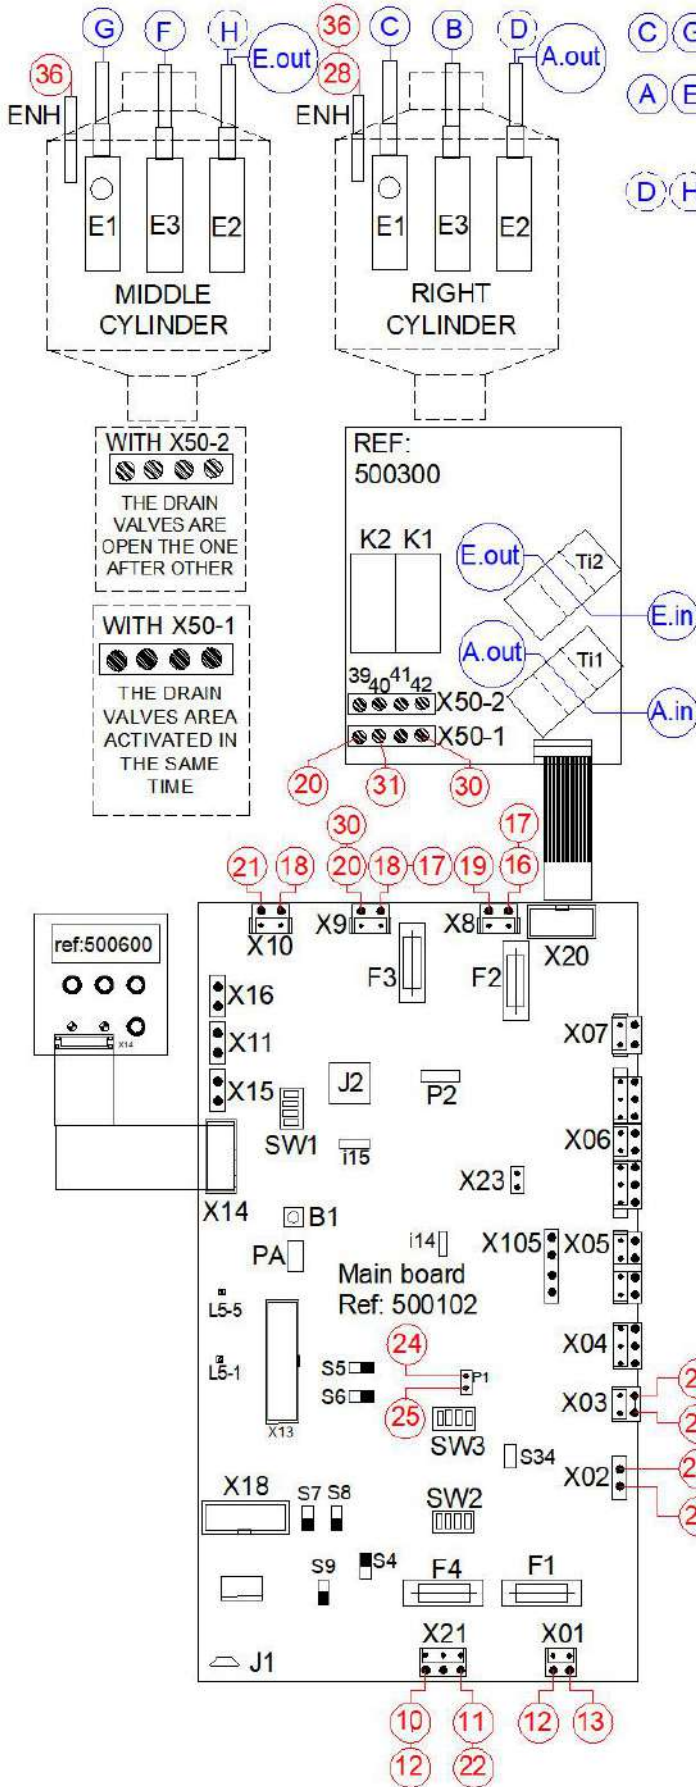 G F H E.out 36 C B D A.out C G
36 28 A E
ENH ENH
D H
E1 E3 E2 E1 E3 E2
MIDDLE CYLINDER
RIGHT CYLINDER
WITH X50-2
THE DRAIN
VALVES ARE
OPEN THE ONE
AFTER OTHER
WITH X50-1
THE DRAIN
VALVES AREA
ACTIVATED IN
THE SAME
TIME
REF:
500300
K2 K1
E.out Ti2
E.in
A.out Ti1
A.in
39 40 41 42 X50-2
X50-1
20 31 30
30 17
21 18 20 18 17 19 16
X10 X9 X8 X20
F3 F2
ref:500600
X14
X16
X11
X15
SW1
J2
P2
i15
X07
X06
X23
X14
B1
PA
i14
X105
X05
Main board
Ref: 500102
L5-5
L5-1
X04
24
25
P1
S5
S6
X13
X03
2
2
SW3
S34
X02
2
2
X18
S7 S8
SW2
S9
S4
F4 F1
X21 X01
J1
10 11 12 13
12 22